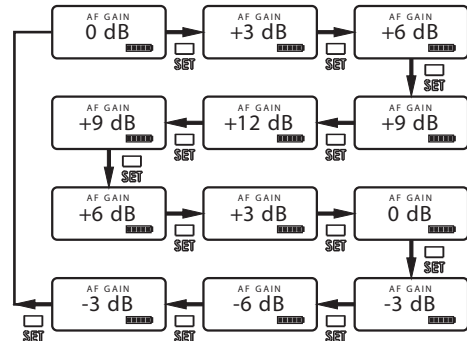 AF GAIN
0 dB
SET
AF GAIN
+3 dB
SET
AF GAIN
+6 dB
SET
AF GAIN
+9 dB
SET
AF GAIN
+12 dB
SET
AF GAIN
+9 dB
SET
AF GAIN
+6 dB
SET
AF GAIN
+3 dB
SET
AF GAIN
0 dB
SET
AF GAIN
-3 dB
SET
AF GAIN
-6 dB
SET
AF GAIN
-3 dB
SET